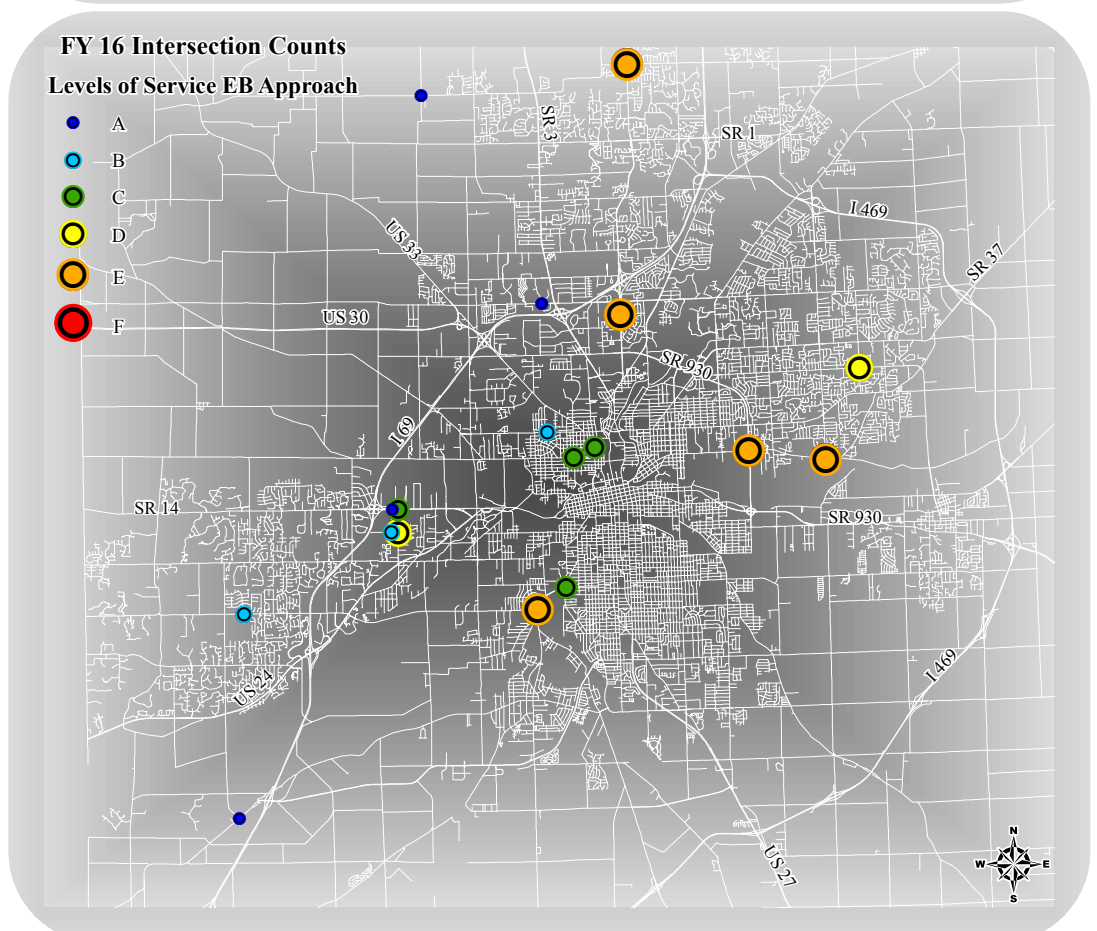 FY 16 Intersection Counts
Levels of Service EB Approach
A
B
C
D
E
F
SR 3
SR 1
I 469
US 33
SR 37
US 30
SR 930
I 69
SR 14
SR 930
I 469
US 24
US 27
N
W
E
S